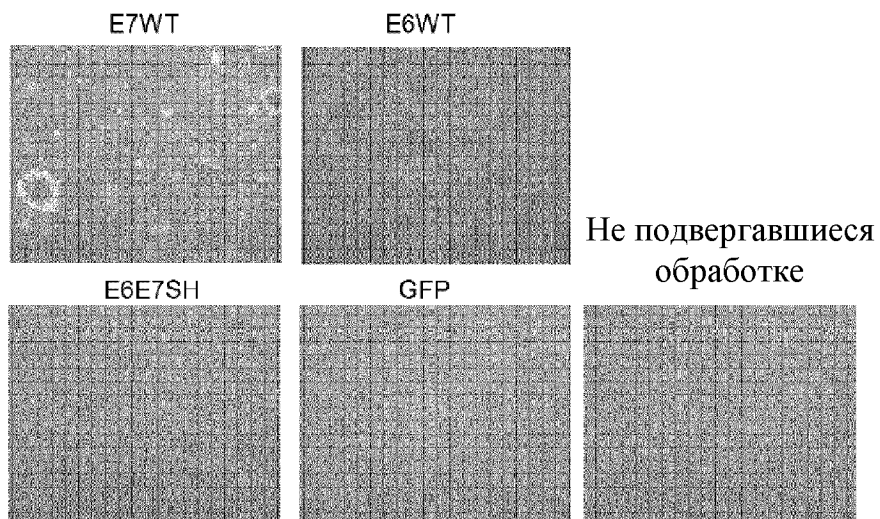 E7WT
E6WT
Не подвергавшиеся
обработке
E6E7SH
GFP